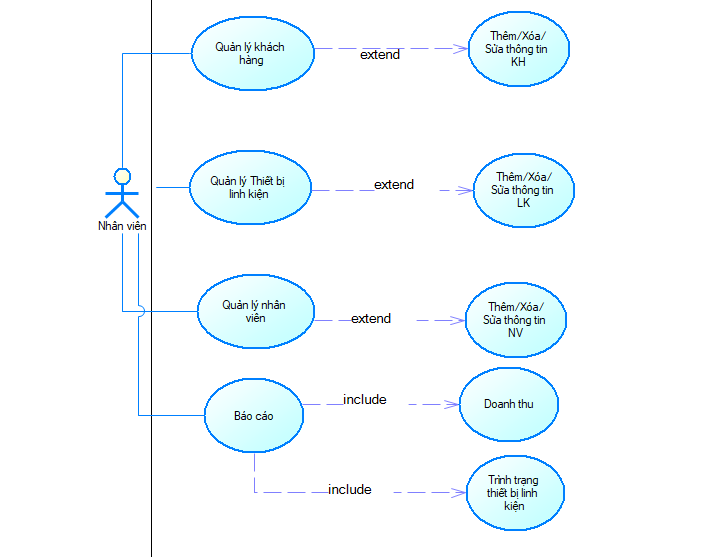 Quản lý khách
hàng
extend
Thêm/Xóa/
Sửa thông tin
KH
Quản lý Thiết bị
linh kiện
extend
Thêm/Xóa/
Sửa thông tin
LK
Nhân viên
Quản lý nhân
viên
extend
Thêm/Xóa/
Sửa thông tin
NV
Báo cáo
include
Doanh thu
include
Trình trạng
thiết bị linh
kiện